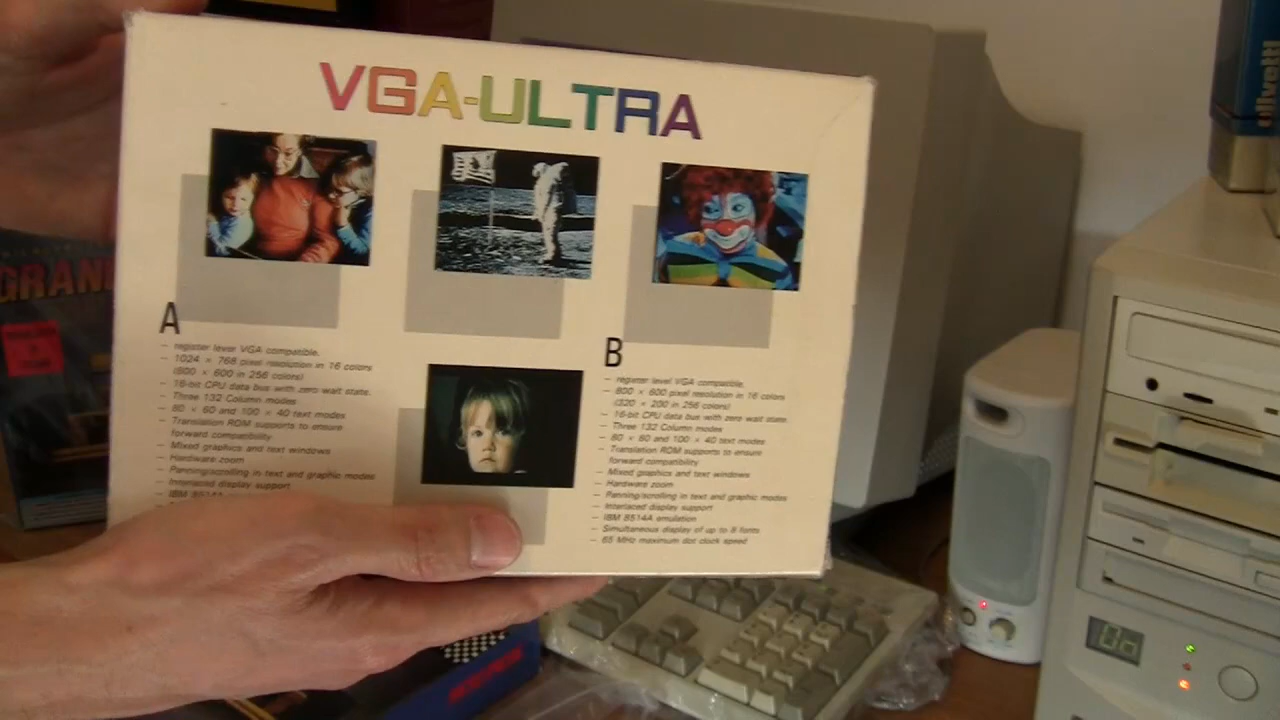 VGA-ULTRA
A
– register level VGA compatible.
– 1024 × 768 pixel resolution in 16 colors
(800 × 600 in 256 colors)
– 16-bit CPU data bus with zero wait state.
– Three 132 Column modes
– 80 × 60 and 100 × 40 text modes
– Translation ROM supports to ensure
forward compatibility
– Mixed graphics and text windows
– Hardware zoom
– Panning/scrolling in text and graphic modes
– Interlaced display support
– IBM 8514A
B
– register level VGA compatible.
– 800 × 600 pixel resolution in 16 colors
(320 × 200 in 256 colors)
– 16-bit CPU data bus with zero wait state.
– Three 132 Column modes
– 80 × 60 and 100 × 40 text modes
– Translation ROM supports to ensure
forward compatibility
– Mixed graphics and text windows
– Hardware zoom
– Panning/scrolling in text and graphic modes
– Interlaced display support
– IBM 8514A emulation
– Simultaneous display of up to 8 fonts
– 65 MHz maximum dot clock speed
GRAN
olivetti